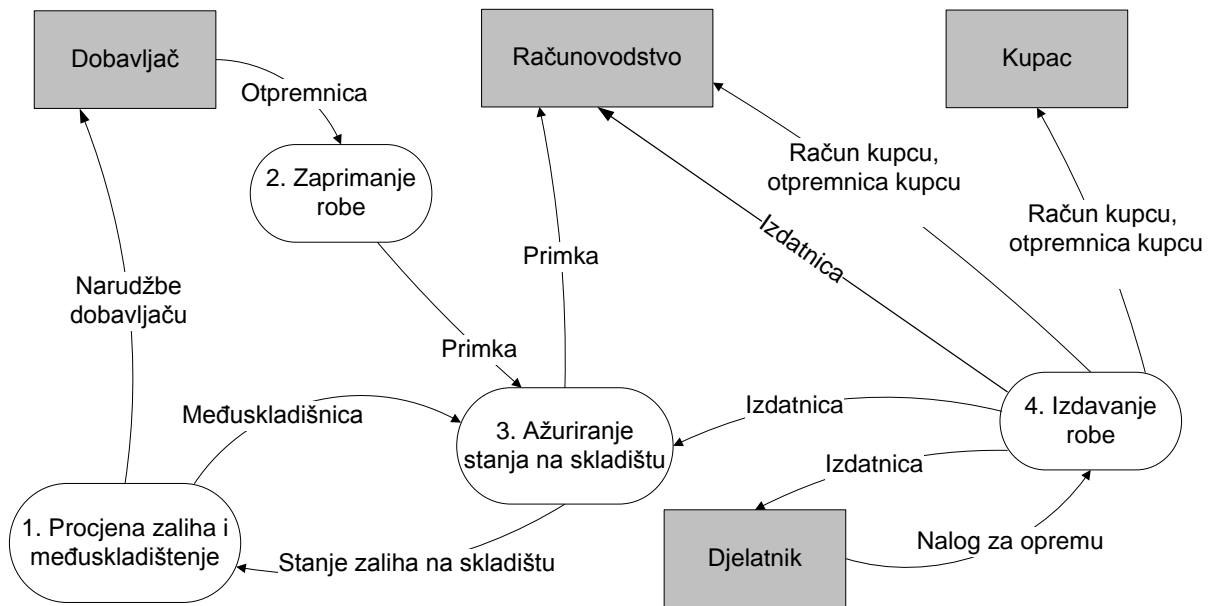 Dobavljač
Računovodstvo
Kupac
Otpremnica
2. Zaprimanje
robe
Račun kupcu,
otpremnica kupcu
Račun kupcu,
otpremnica kupcu
Izdatnica
Primka
Narudžbe
dobavljaču
Primka
Međuskladišnica
Izdatnica
4. Izdavanje
robe
3. Ažuriranje
stanja na skladištu
Izdatnica
1. Procjena zaliha i
međuskladištenje
Stanje zaliha na skladištu
Djelatnik
Nalog za opremu